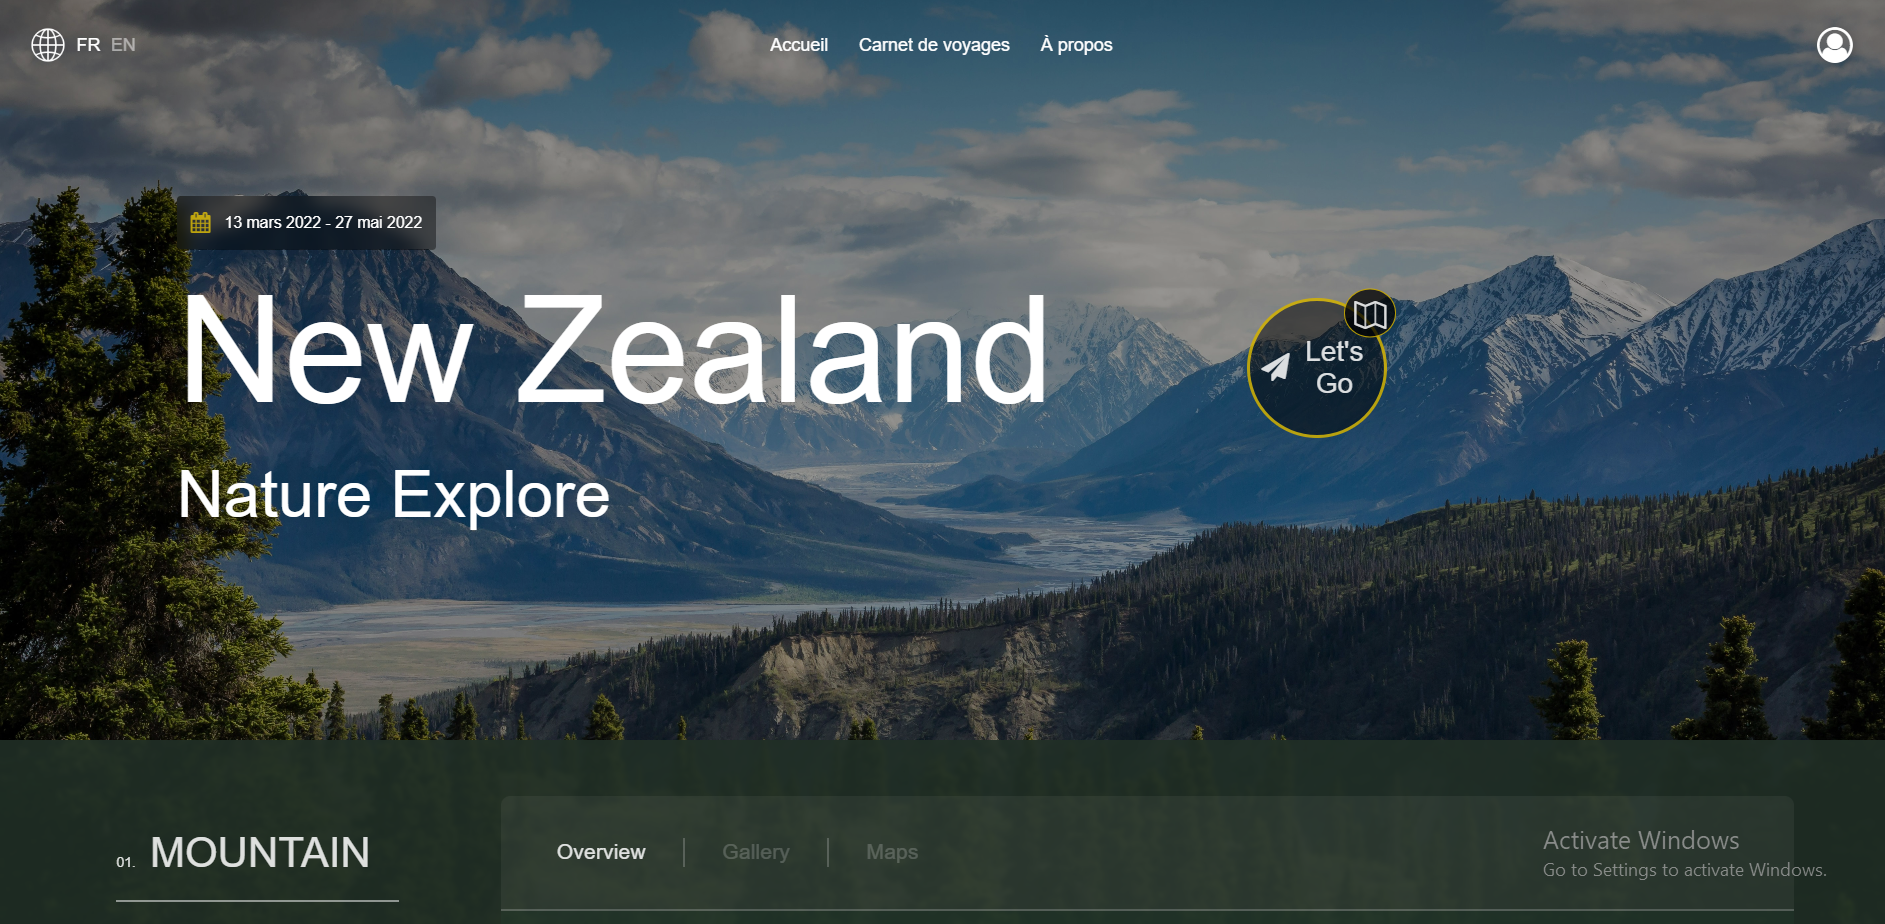 FR EN
Accueil Carnet de voyages À propos
13 mars 2022 - 27 mai 2022
New Zealand
Let's
Go
Nature Explore
01. MOUNTAIN
Overview Gallery Maps
Activate Windows
Go to Settings to activate Windows.